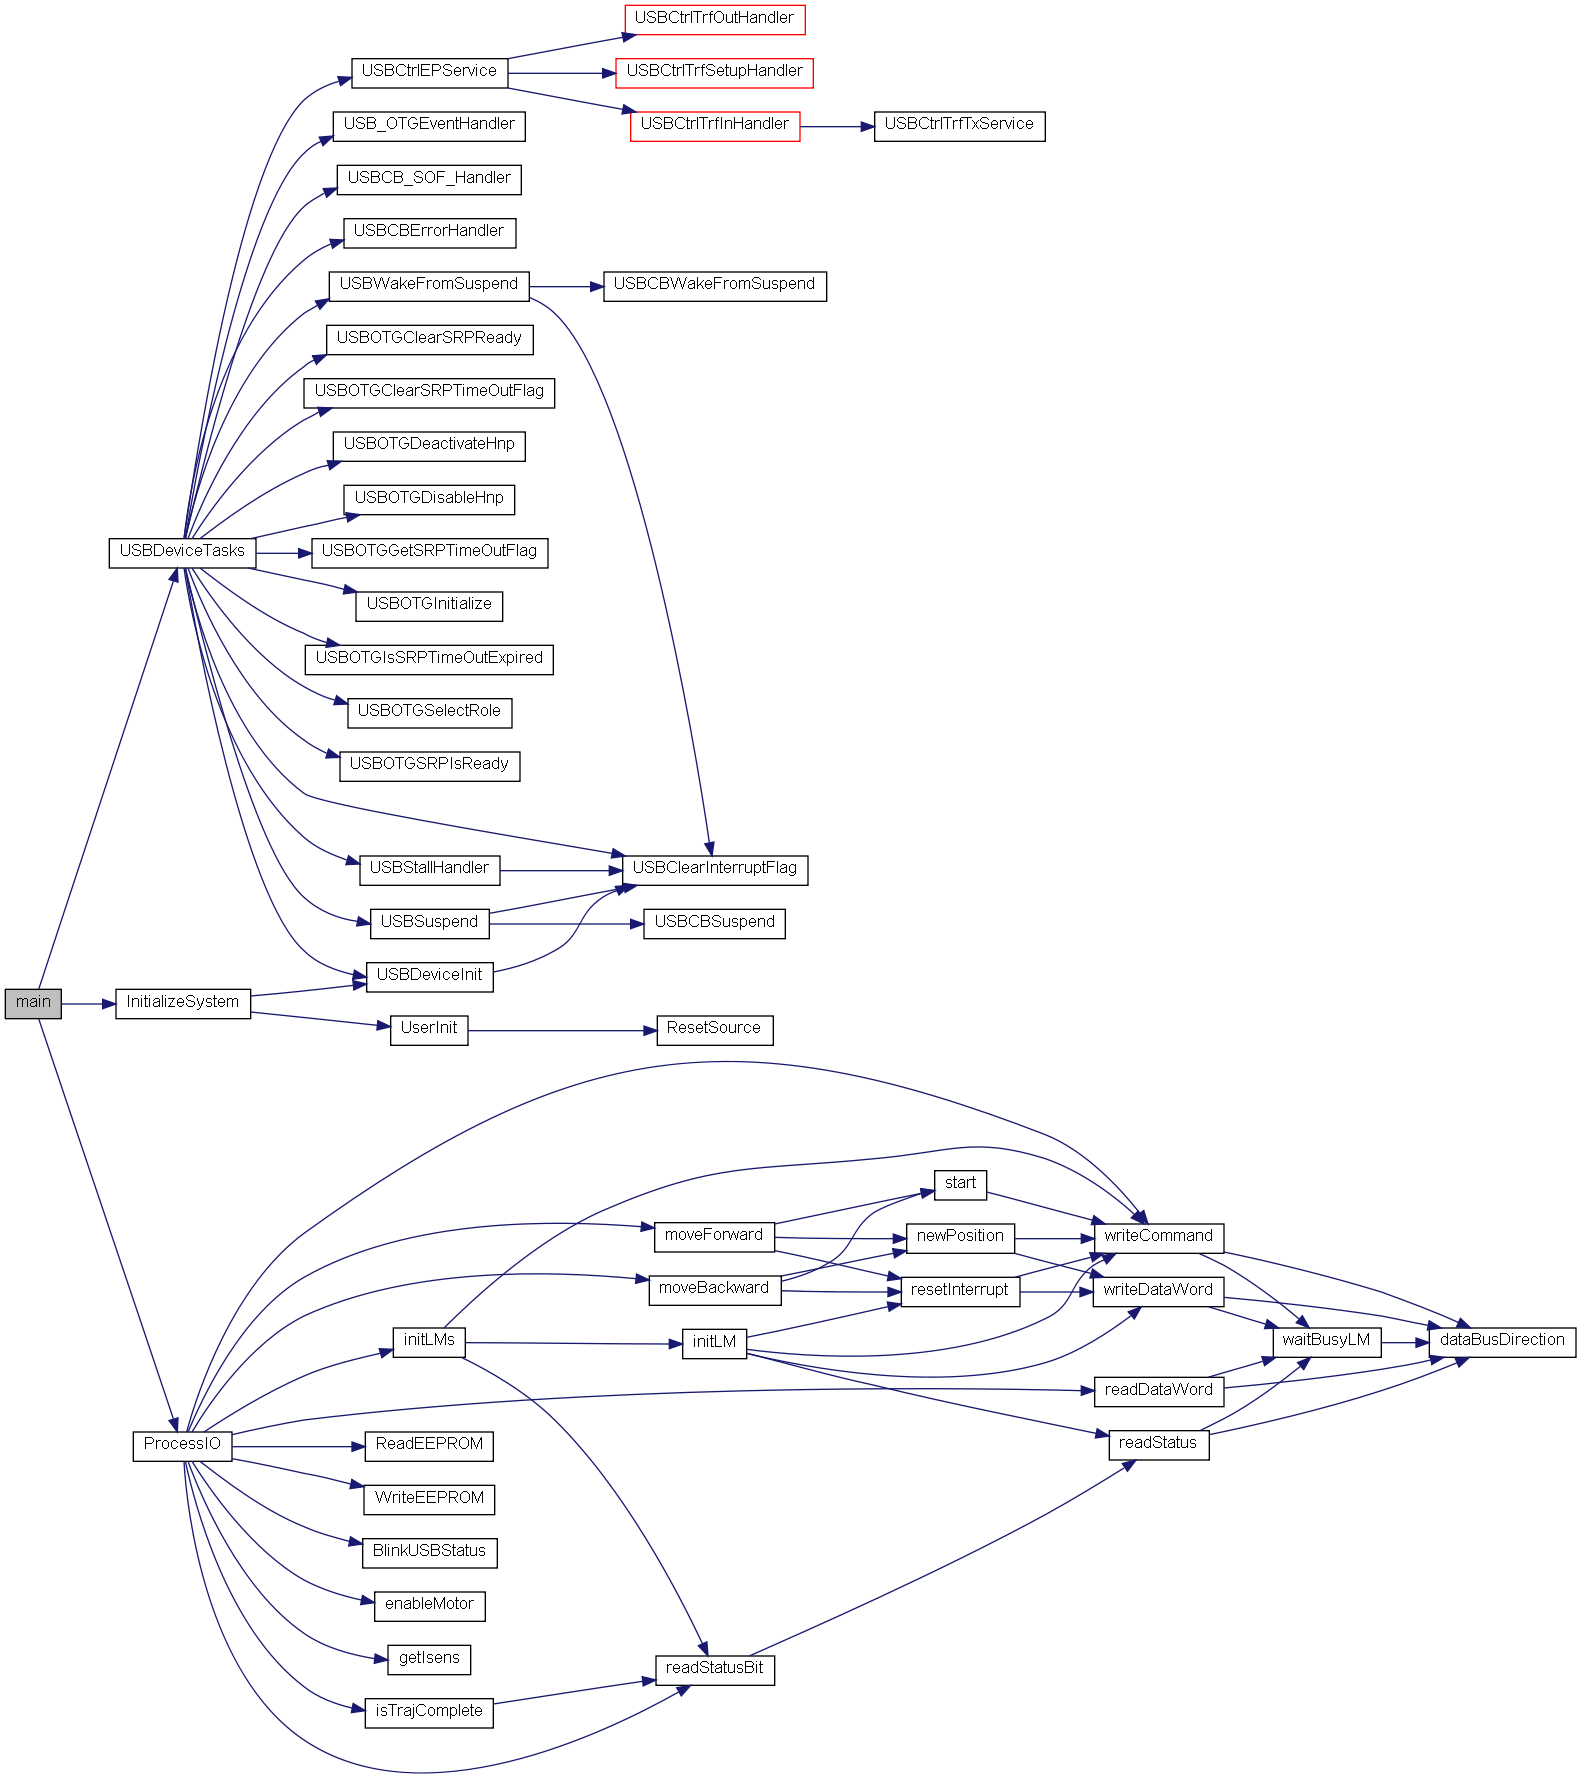 USBCtrlTrfOutHandler
USBCtrlEPService
USBCtrlTrfSetupHandler
USB_OTGEventHandler
USBCtrlTrfInHandler
USBCtrlTrfTxService
USBCB_SOF_Handler
USBCBErrorHandler
USBWakeFromSuspend
USBCBWakeFromSuspend
USBOTGClearSRPReady
USBOTGClearSRPTimeOutFlag
USBOTGDeactivateHnp
USBOTGDisableHnp
USBDeviceTasks
USBOTGGetSRPTimeOutFlag
USBOTGInitialize
USBOTGIsSRPTimeOutExpired
USBOTGSelectRole
USBOTGSRPIsReady
USBStallHandler
USBClearInterruptFlag
USBSuspend
USBCBSuspend
USBDeviceInit
main
InitializeSystem
UserInit
ResetSource
start
moveForward
newPosition
writeCommand
moveBackward
resetInterrupt
writeDataWord
initLMs
initLM
waitBusyLM
dataBusDirection
readDataWord
ProcessIO
ReadEEPROM
readStatus
WriteEEPROM
BlinkUSBStatus
enableMotor
getIsens
readStatusBit
isTrajComplete